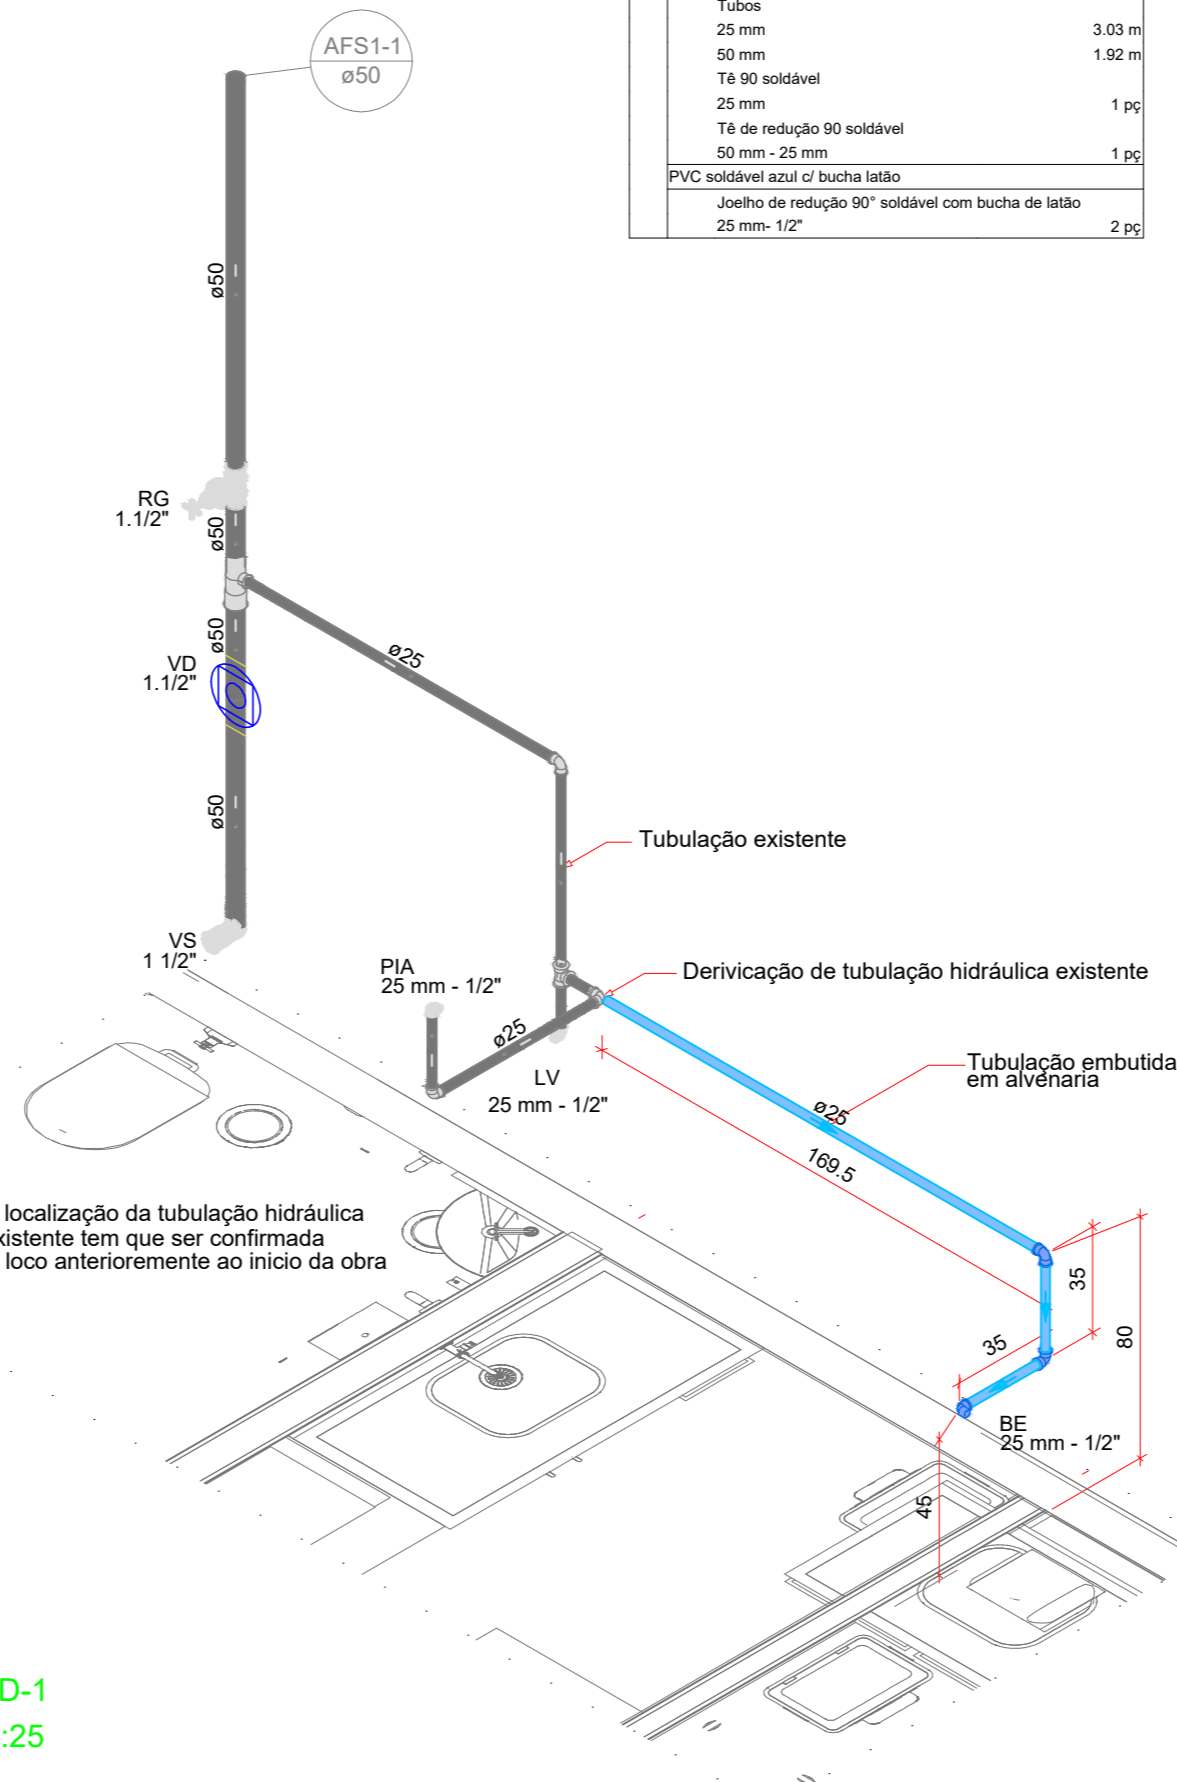 Tubos
25 mm 3.03 m
50 mm 1.92 m
Tê 90 soldável
25 mm 1 pç
Tê de redução 90 soldável
50 mm - 25 mm 1 pç
PVC soldável azul c/ bucha latão
Joelho de redução 90° soldável com bucha de latão
25 mm- 1/2" 2 pç
AFS1-1
ø50
ø50
RG
1.1/2"
ø50
ø50
VD
1.1/2"
ø25
ø50
Tubulação existente
VS
1 1/2"
PIA
25 mm - 1/2"
Derivicação de tubulação hidráulica existente
ø25
LV
25 mm - 1/2"
Tubulação embutida
em alvenaria
ø25
169.5
localização da tubulação hidráulica
xistente tem que ser confirmada
loco anterioremente ao inicio da obra
35
80
35
BE
25 mm - 1/2"
45
D-1
:25